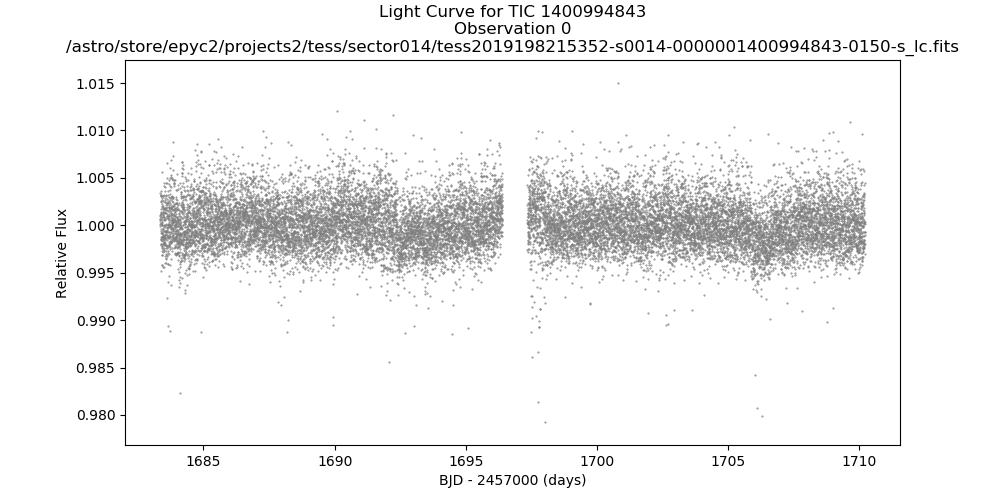 Light Curve for TIC 1400994843
Observation 0
/astro/store/epyc2/projects2/tess/sector014/tess2019198215352-s0014-0000001400994843-0150-s_lc.fits
1.015
1.010
1.005
1.000
0.995
0.990
0.985
0.980
Relative Flux
1685
1690
1695
1700
1705
1710
BJD - 2457000 (days)